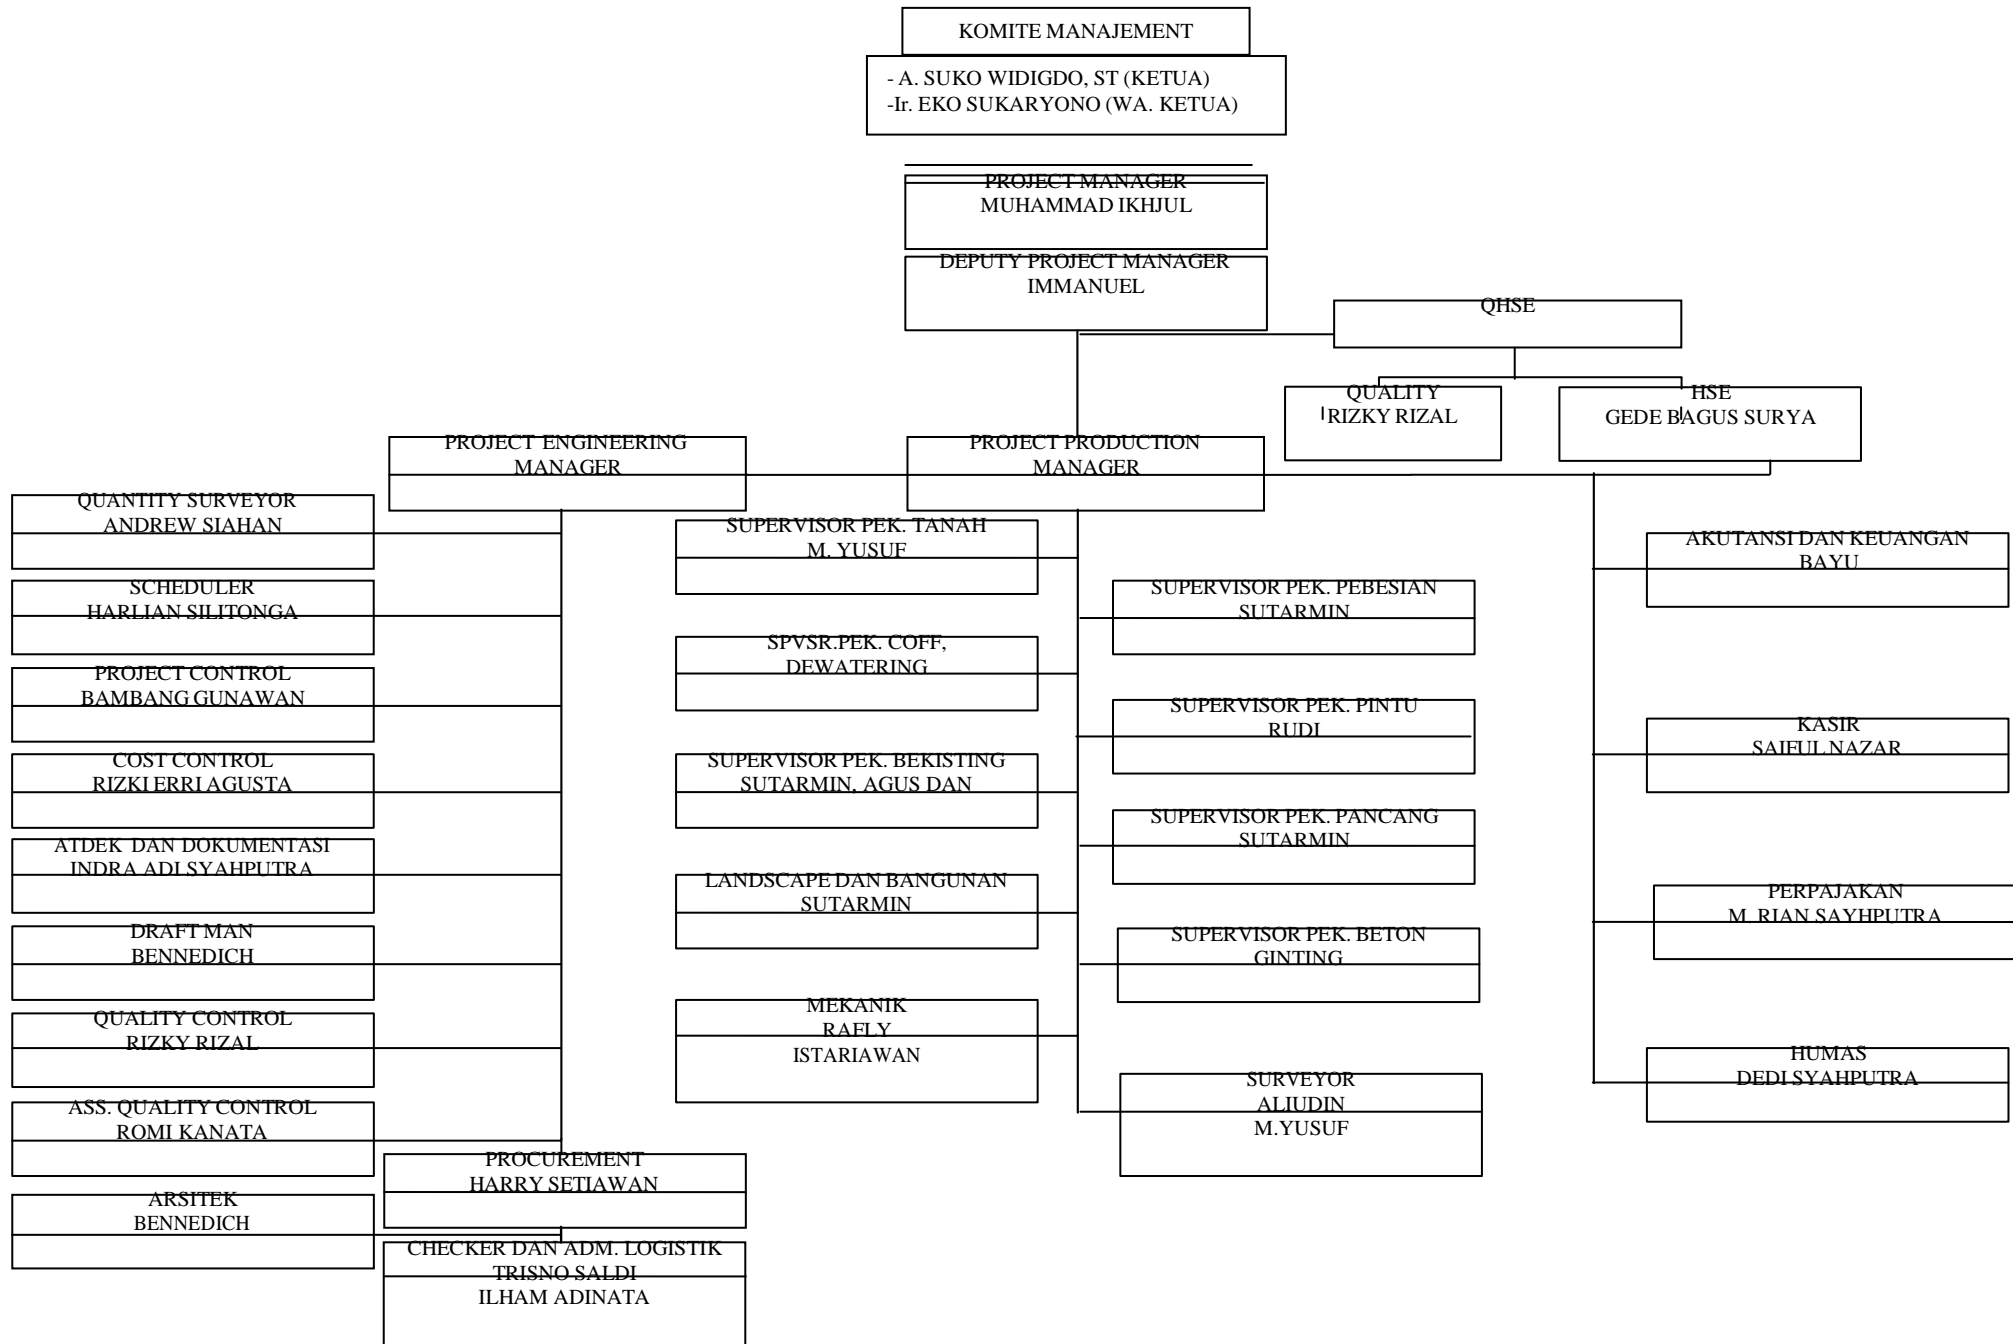 KOMITE MANAJEMENT
- A. SUKO WIDIGDO, ST (KETUA)
-Ir. EKO SUKARYONO (WA. KETUA)
PROJECT MANAGER
MUHAMMAD IKHJUL
DEPUTY PROJECT MANAGER
IMMANUEL
QHSE
QUALITY
RIZKY RIZAL
HSE
GEDE BAGUS SURYA
PROJECT ENGINEERING
MANAGER
PROJECT PRODUCTION
MANAGER
QUANTITY SURVEYOR
ANDREW SIAHAN
SCHEDULER
HARLIAN SILITONGA
PROJECT CONTROL
BAMBANG GUNAWAN
COST CONTROL
RIZKI ERRI AGUSTA
ATDEK DAN DOKUMENTASI
INDRA ADI SYAHPUTRA
DRAFT MAN
BENNEDICH
QUALITY CONTROL
RIZKY RIZAL
ASS. QUALITY CONTROL
ROMI KANATA
ARSITEK
BENNEDICH
PROCUREMENT
HARRY SETIAWAN
CHECKER DAN ADM. LOGISTIK
TRISNO SALDI
ILHAM ADINATA
SUPERVISOR PEK. TANAH
M. YUSUF
SPVSR.PEK. COFF,
DEWATERING
SUPERVISOR PEK. BEKISTING
SUTARMIN, AGUS DAN
LANDSCAPE DAN BANGUNAN
SUTARMIN
MEKANIK
RAFLY
ISTARIAWAN
SUPERVISOR PEK. PEBESIAN
SUTARMIN
SUPERVISOR PEK. PINTU
RUDI
SUPERVISOR PEK. PANCANG
SUTARMIN
SUPERVISOR PEK. BETON
GINTING
SURVEYOR
ALIUDIN
M.YUSUF
AKUTANSI DAN KEUANGAN
BAYU
KASIR
SAIFUL NAZAR
PERPAJAKAN
M. RIAN SAYHPUTRA
HUMAS
DEDI SYAHPUTRA